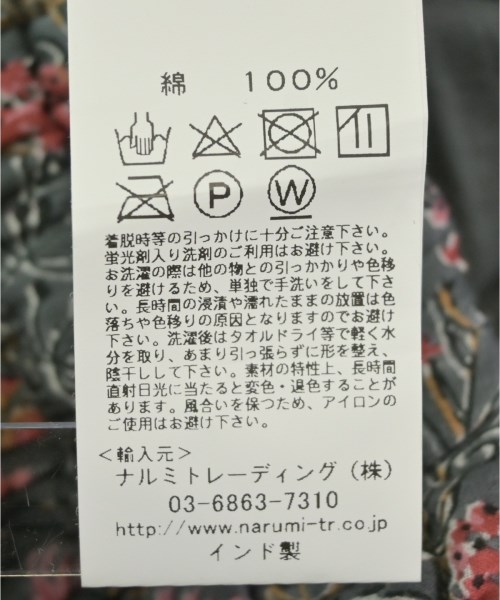 綿 100%
P W
着脱時等の引っかけに十分ご注意下さい。
蛍光剤入り洗剤のご利用はお避け下さい。
お洗濯の際は他の物との引っかかりや色移
りを避けるため、単独で手洗いをして下さ
い。長時間の浸漬や濡れたままの放置は色
落ちや色移りの原因となりますのでお避け
下さい。洗濯後はタオルドライ等で軽く水
分を取り、あまり引っ張らずに形を整え、
陰干しして下さい。素材の特性上、長時間
直射日光に当たると変色・退色することが
あります。風合いを保つため、アイロンの
ご使用はお避け下さい。
<輸入元>
ナルミトレーディング(株)
03-6863-7310
http://www.narumi-tr.co.jp
インド製